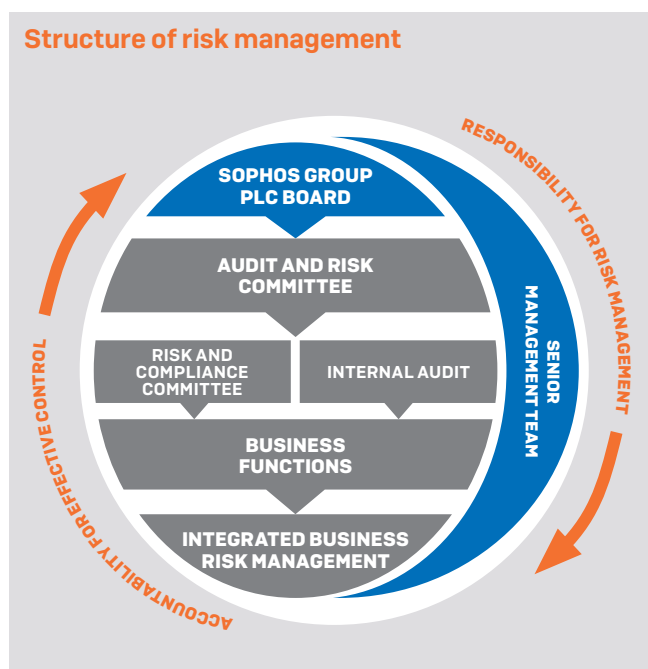 Structure of risk management
RESPONSIBILITY FOR RISK MANAGEMENT
SOPHOS GROUP
PLC BOARD
AUDIT AND RISK
COMMITTEE
RISK AND
COMPLIANCE
COMMITTEE
INTERNAL AUDIT
SENIOR
MANAGEMENT TEAM
BUSINESS
FUNCTIONS
INTEGRATED BUSINESS
RISK MANAGEMENT
ACCOUNTABILITY FOR EFFECTIVE CONTROL